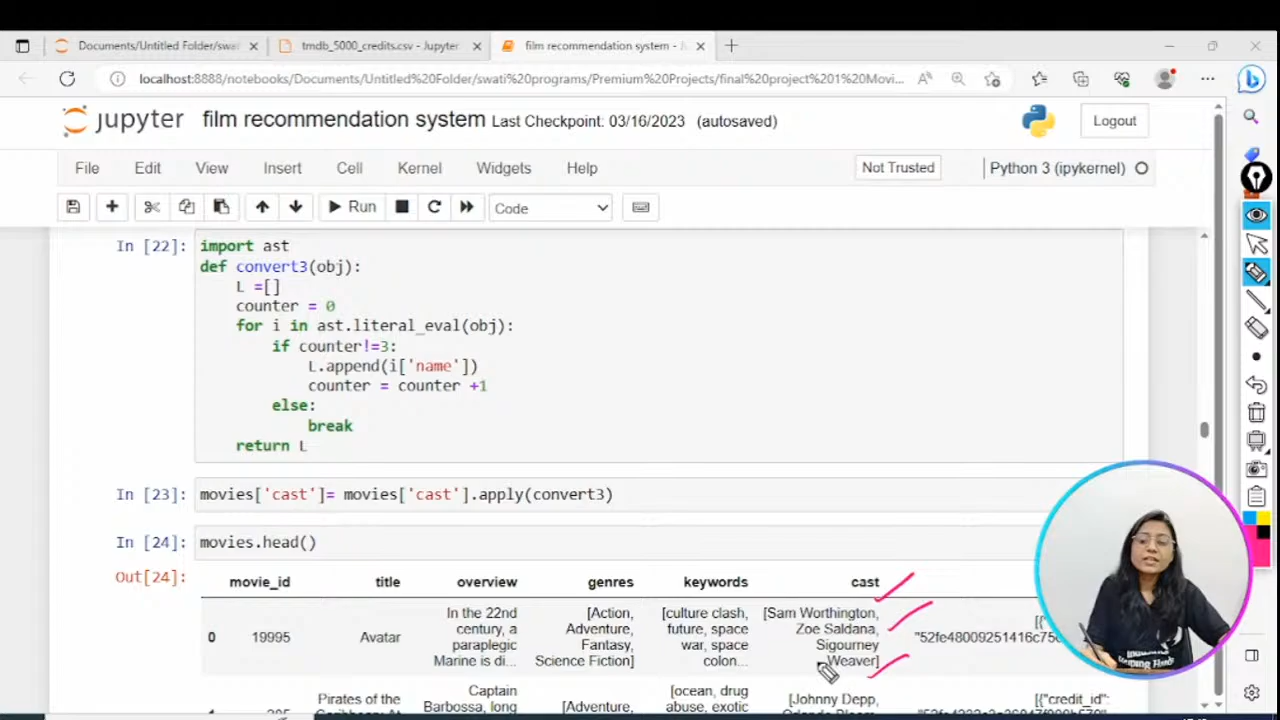 Documents/Untitled Folder/swat
tmdb_5000_credits.csv - Jupyter
film recommendation system - J
localhost:8888/notebooks/Documents/Untitled%20Folder/swati%20programs/Premium%20Projects/final%20project%201%20Movi...
jupyter film recommendation system Last Checkpoint: 03/16/2023 (autosaved)
Logout
File Edit View Insert Cell Kernel Widgets Help
Not Trusted
Python 3 (ipykernel)
Run
Code
In [22]: import ast
def convert3(obj):
L =[]
counter = 0
for i in ast.literal_eval(obj):
if counter!=3:
L.append(i['name'])
counter = counter +1
else:
break
return L
In [23]: movies['cast']= movies['cast'].apply(convert3)
In [24]: movies.head()
Out[24]:
movie_id title overview genres keywords cast
0 19995 Avatar
In the 22nd
century, a
paraplegic
Marine is di...
[Action,
Adventure,
Fantasy,
Science Fiction]
[culture clash,
future, space
war, space
colon...
[Sam Worthington,
Zoe Saldana,
Sigourney
Weaver]
Pirates of the
Captain
Barbossa, long
[Adventure,
[ocean, drug
abuse, exotic
[Johnny Depp,
[{"credit_id":